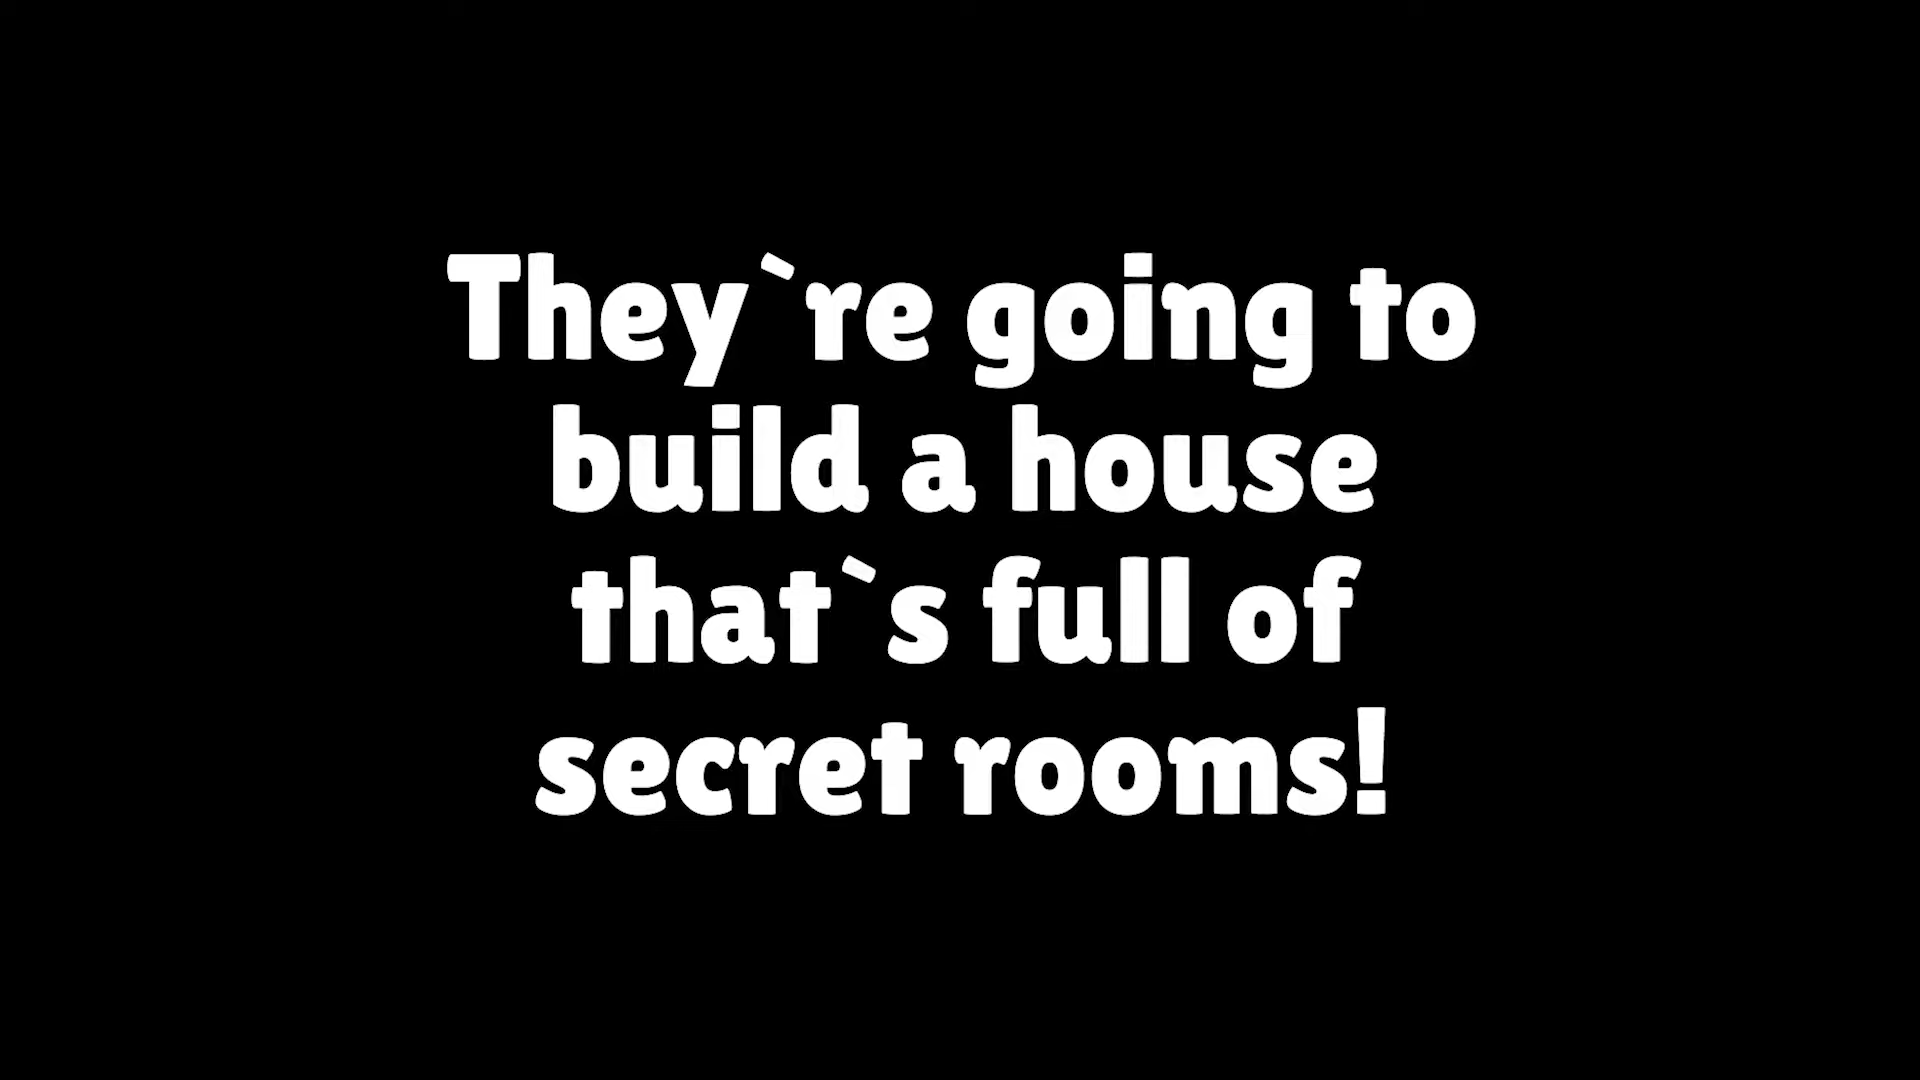 They`re going to
build a house
that`s full of
secret rooms!